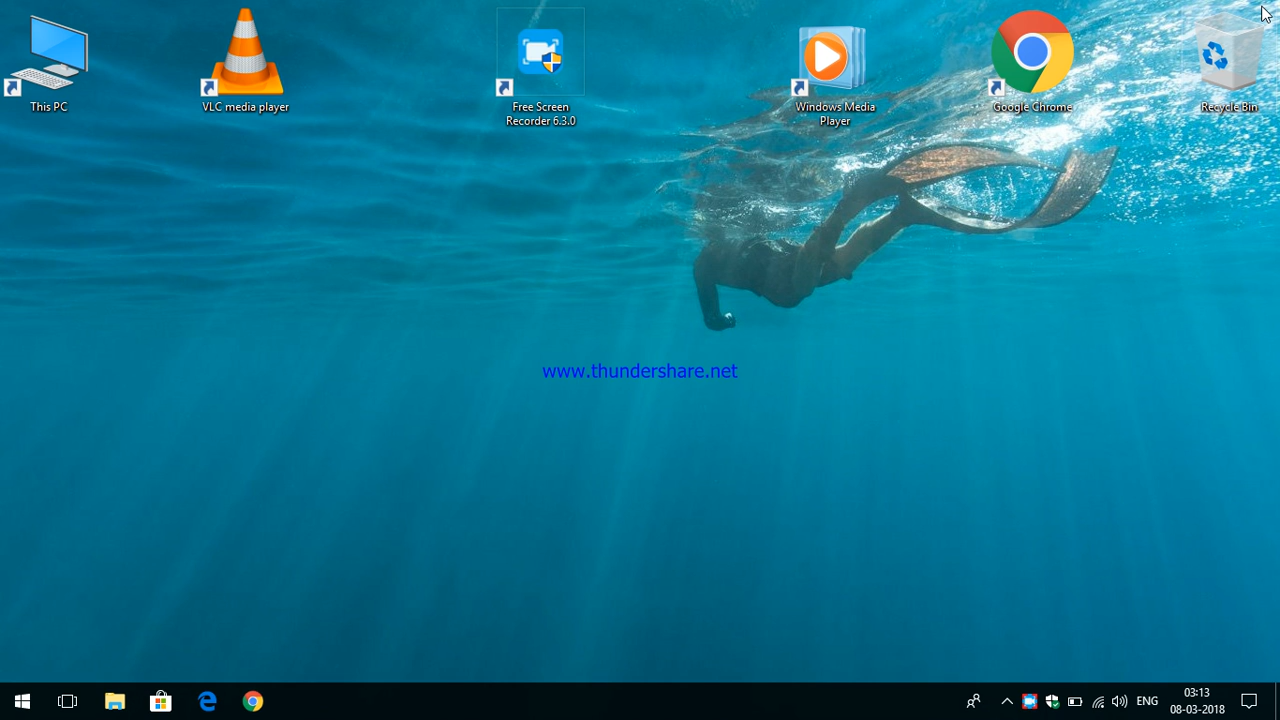 This PC
VLC media player
Free Screen
Recorder 6.3.0
Windows Media
Player
Google Chrome
Recycle Bin
www.thundershare.net
ENG
03:13
08-03-2018